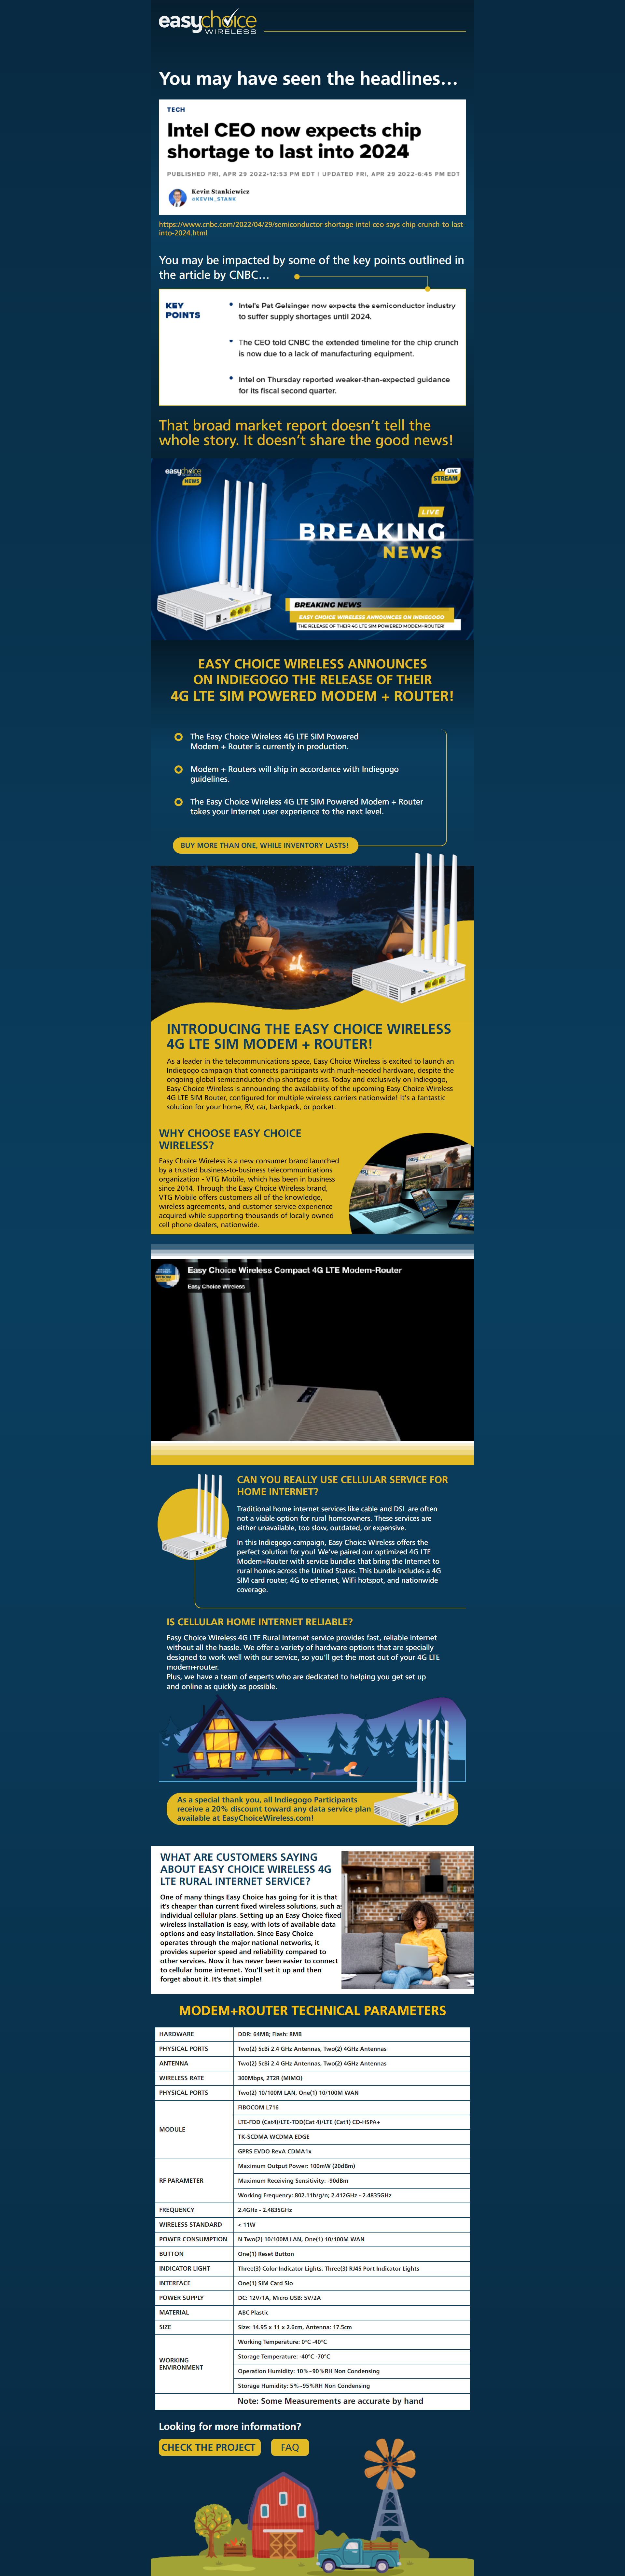 easychoice
WIRELESS
You may have seen the headlines...
TECH
Intel CEO now expects chip
shortage to last into 2024
PUBLISHED FRI, APR 29 2022•12:53 PM EDT | UPDATED FRI, APR 29 2022•6:45 PM EDT
Kevin Stankiewicz
@KEVIN_STANK
https://www.cnbc.com/2022/04/29/semiconductor-shortage-intel-ceo-says-chip-crunch-to-last-
into-2024.html
You may be impacted by some of the key points outlined in
the article by CNBC...
KEY
POINTS
• Intel's Pat Gelsinger now expects the semiconductor industry
to suffer supply shortages until 2024.
• The CEO told CNBC the extended timeline for the chip crunch
is now due to a lack of manufacturing equipment.
• Intel on Thursday reported weaker-than-expected guidance
for its fiscal second quarter.
That broad market report doesn't tell the
whole story. It doesn't share the good news!
easychoice
NEWS
LIVE
STREAM
LIVE
BREAKING
NEWS
BREAKING NEWS
EASY CHOICE WIRELESS ANNOUNCES ON INDIEGOGO
THE RELEASE OF THEIR 4G LTE SIM POWERED MODEM+ROUTER!
EASY CHOICE WIRELESS ANNOUNCES
ON INDIEGOGO THE RELEASE OF THEIR
4G LTE SIM POWERED MODEM + ROUTER!
The Easy Choice Wireless 4G LTE SIM Powered
Modem + Router is currently in production.
Modem + Routers will ship in accordance with Indiegogo
guidelines.
The Easy Choice Wireless 4G LTE SIM Powered Modem + Router
takes your Internet user experience to the next level.
BUY MORE THAN ONE, WHILE INVENTORY LASTS!
INTRODUCING THE EASY CHOICE WIRELESS
4G LTE SIM MODEM + ROUTER!
As a leader in the telecommunications space, Easy Choice Wireless is excited to launch an
Indiegogo campaign that connects participants with much-needed hardware, despite the
ongoing global semiconductor chip shortage crisis. Today and exclusively on Indiegogo,
Easy Choice Wireless is announcing the availability of the upcoming Easy Choice Wireless
4G LTE SIM Router, configured for multiple wireless carriers nationwide! It's a fantastic
solution for your home, RV, car, backpack, or pocket.
WHY CHOOSE EASY CHOICE
WIRELESS?
Easy Choice Wireless is a new consumer brand launched
by a trusted business-to-business telecommunications
organization - VTG Mobile, which has been in business
since 2014. Through the Easy Choice Wireless brand,
VTG Mobile offers customers all of the knowledge,
wireless agreements, and customer service experience
acquired while supporting thousands of locally owned
cell phone dealers, nationwide.
Easy Choice Wireless Compact 4G LTE Modem-Router
Easy Choice Wireless
CAN YOU REALLY USE CELLULAR SERVICE FOR
HOME INTERNET?
Traditional home internet services like cable and DSL are often
not a viable option for rural homeowners. These services are
either unavailable, too slow, outdated, or expensive.
In this Indiegogo campaign, Easy Choice Wireless offers the
perfect solution for you! We've paired our optimized 4G LTE
Modem+Router with service bundles that bring the Internet to
rural homes across the United States. This bundle includes a 4G
SIM card router, 4G to ethernet, WiFi hotspot, and nationwide
coverage.
IS CELLULAR HOME INTERNET RELIABLE?
Easy Choice Wireless 4G LTE Rural Internet service provides fast, reliable internet
without all the hassle. We offer a variety of hardware options that are specially
designed to work well with our service, so you'll get the most out of your 4G LTE
modem+router.
Plus, we have a team of experts who are dedicated to helping you get set up
and online as quickly as possible.
As a special thank you, all Indiegogo Participants
receive a 20% discount toward any data service plan
available at EasyChoiceWireless.com!
WHAT ARE CUSTOMERS SAYING
ABOUT EASY CHOICE WIRELESS 4G
LTE RURAL INTERNET SERVICE?
One of many things Easy Choice has going for it is that
it's cheaper than current fixed wireless solutions, such as
individual cellular plans. Setting up an Easy Choice fixed
wireless installation is easy, with lots of available data
options and easy installation. Since Easy Choice
operates through the major national networks, it
provides superior speed and reliability compared to
other services. Now it has never been easier to connect
to cellular home internet. You'll set it up and then
forget about it. It's that simple!
MODEM+ROUTER TECHNICAL PARAMETERS
HARDWARE DDR: 64MB; Flash: 8MB
PHYSICAL PORTS Two(2) 5cBi 2.4 GHz Antennas, Two(2) 4GHz Antennas
ANTENNA Two(2) 5cBi 2.4 GHz Antennas, Two(2) 4GHz Antennas
WIRELESS RATE 300Mbps, 2T2R (MIMO)
PHYSICAL PORTS Two(2) 10/100M LAN, One(1) 10/100M WAN
MODULE
FIBOCOM L716
LTE-FDD (Cat4)/LTE-TDD(Cat 4)/LTE (Cat1) CD-HSPA+
TK-SCDMA WCDMA EDGE
GPRS EVDO RevA CDMA1x
RF PARAMETER
Maximum Output Power: 100mW (20dBm)
Maximum Receiving Sensitivity: -90dBm
Working Frequency: 802.11b/g/n; 2.412GHz - 2.4835GHz
FREQUENCY 2.4GHz - 2.4835GHz
WIRELESS STANDARD < 11W
POWER CONSUMPTION N Two(2) 10/100M LAN, One(1) 10/100M WAN
BUTTON One(1) Reset Button
INDICATOR LIGHT Three(3) Color Indicator Lights, Three(3) RJ45 Port Indicator Lights
INTERFACE One(1) SIM Card Slo
POWER SUPPLY DC: 12V/1A, Micro USB: 5V/2A
MATERIAL ABC Plastic
SIZE Size: 14.95 x 11 x 2.6cm, Antenna: 17.5cm
WORKING
ENVIRONMENT
Working Temperature: 0°C -40°C
Storage Temperature: -40°C -70°C
Operation Humidity: 10%~90%RH Non Condensing
Storage Humidity: 5%~95%RH Non Condensing
Note: Some Measurements are accurate by hand
Looking for more information?
CHECK THE PROJECT
FAQ